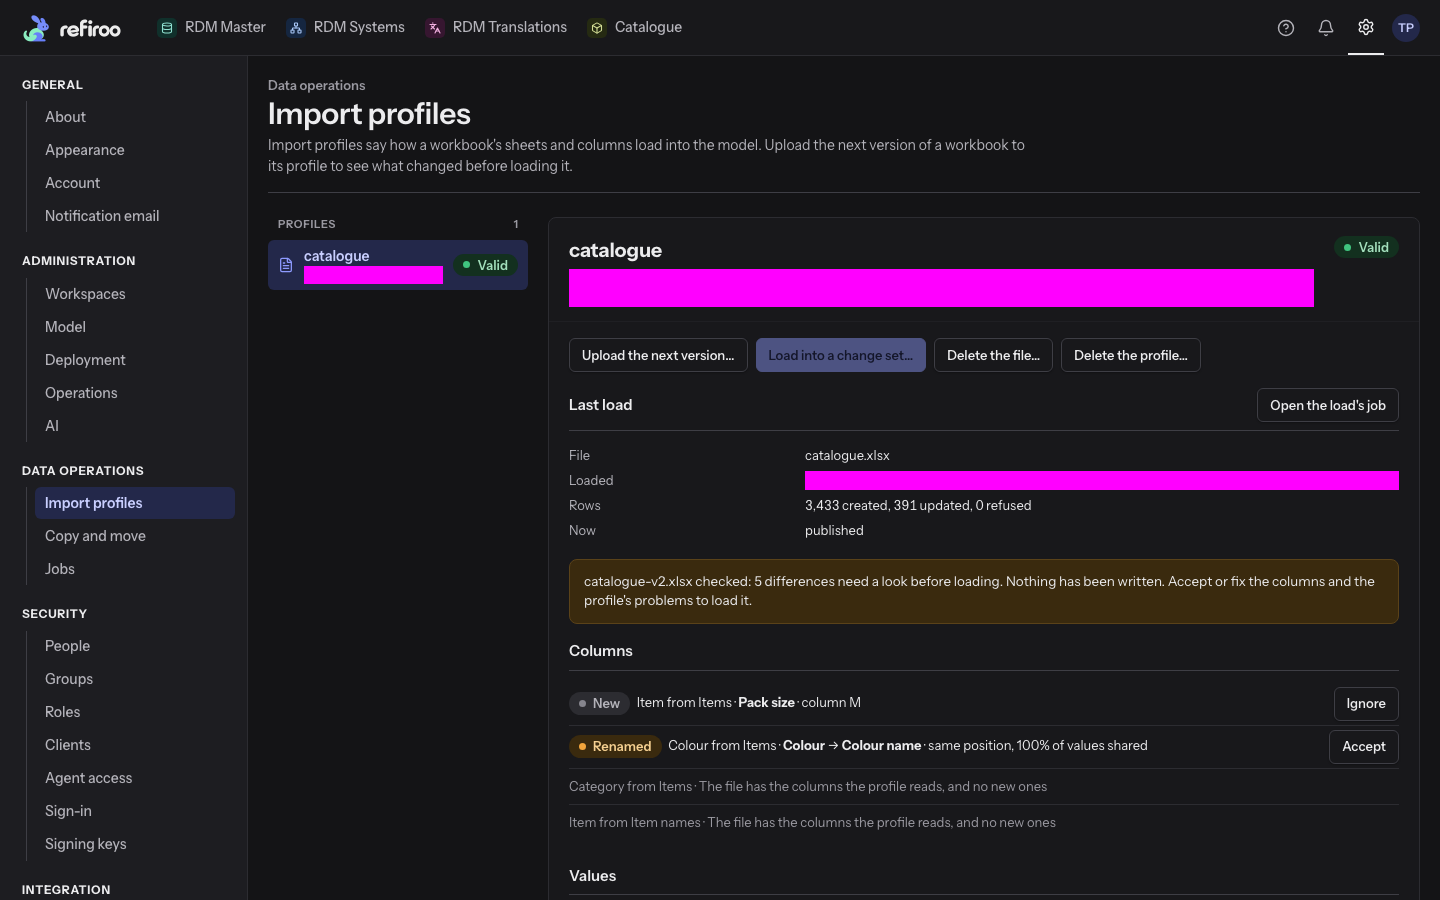 refiroo
RDM Master
RDM Systems
RDM Translations
Catalogue
TP
GENERAL
About
Appearance
Account
Notification email
ADMINISTRATION
Workspaces
Model
Deployment
Operations
AI
DATA OPERATIONS
Import profiles
Copy and move
Jobs
SECURITY
People
Groups
Roles
Clients
Agent access
Sign-in
Signing keys
INTEGRATION
Data operations
Import profiles
Import profiles say how a workbook's sheets and columns load into the model. Upload the next version of a workbook to
its profile to see what changed before loading it.
PROFILES 1
catalogue
Valid
catalogue
Valid
Upload the next version...
Load into a change set...
Delete the file...
Delete the profile...
Last load
Open the load's job
File catalogue.xlsx
Loaded
Rows 3,433 created, 391 updated, 0 refused
Now published
catalogue-v2.xlsx checked: 5 differences need a look before loading. Nothing has been written. Accept or fix the columns and the
profile's problems to load it.
Columns
New Item from Items · Pack size · column M Ignore
Renamed Colour from Items · Colour → Colour name · same position, 100% of values shared Accept
Category from Items · The file has the columns the profile reads, and no new ones
Item from Item names · The file has the columns the profile reads, and no new ones
Values